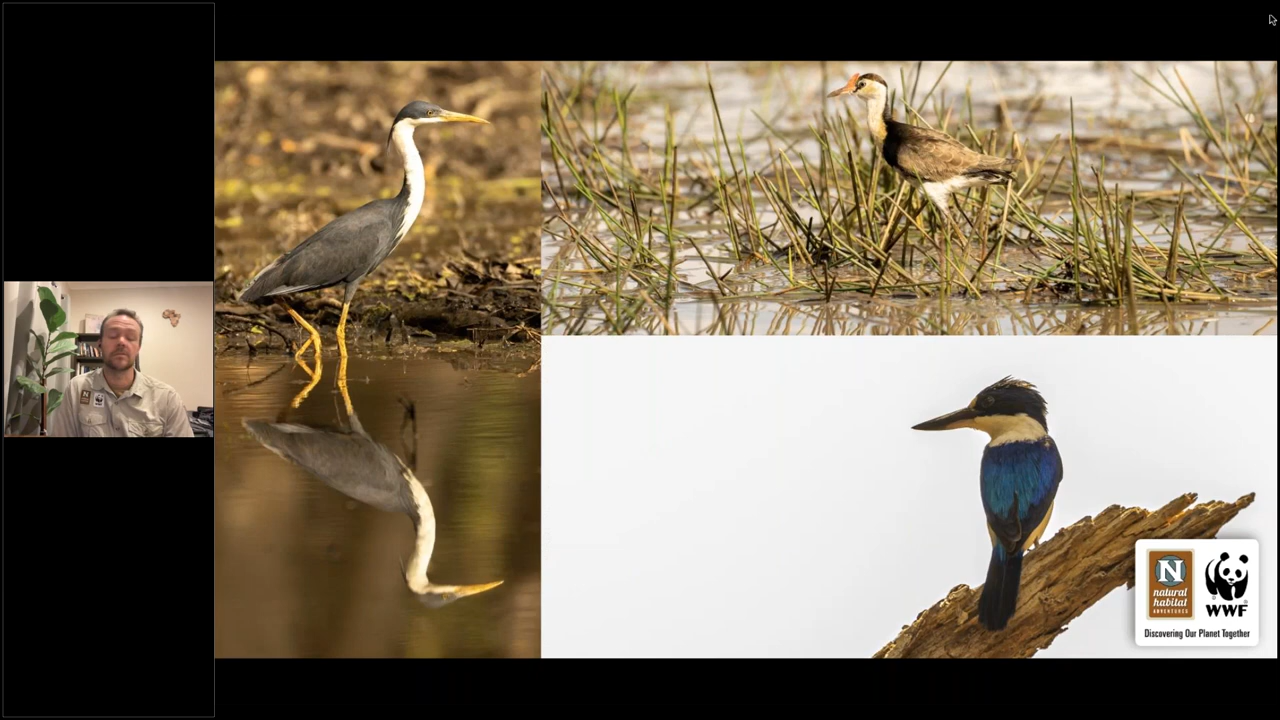 N
natural
habitat
ADVENTURES
WWF
Discovering Our Planet Together